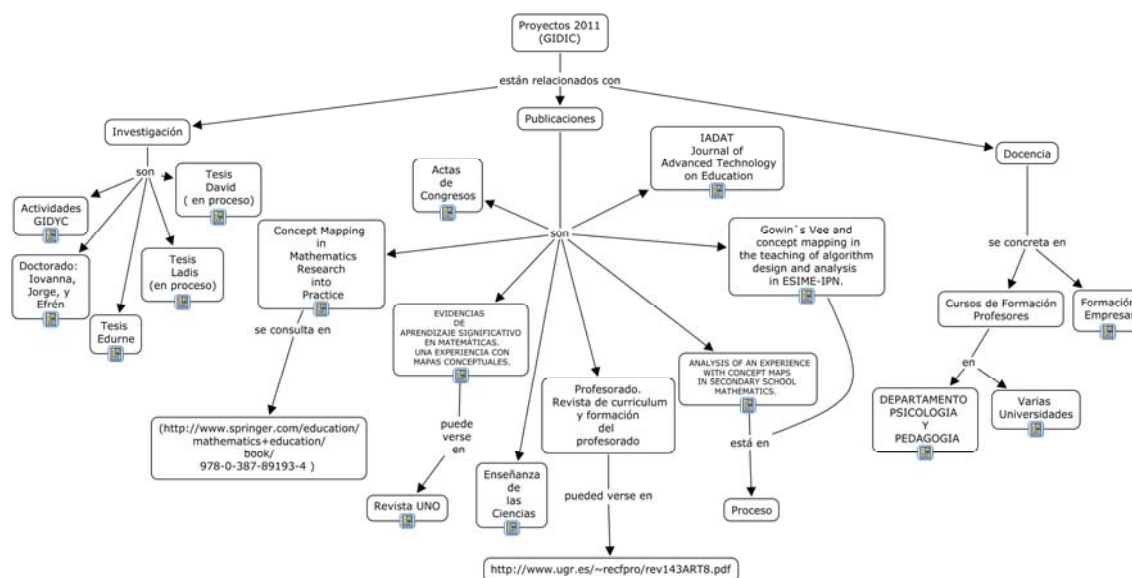 Proyectos 2011
(GIDIC)
están relacionados con
Investigación
Publicaciones
Docencia
son
Tesis
David
( en proceso)
Actividades
GIDYC
Doctorado:
Iovanna,
Jorge, y
Efrén
Tesis
Edurne
Tesis
Ladis
(en proceso)
son
Actas
de
Congresos
IADAT
Journal of
Advanced Technology
on Education
Concept Mapping
in
Mathematics
Research
into
Practice
se consulta en
(http://www.springer.com/education/
mathematics+education/
book/
978-0-387-89193-4 )
EVIDENCIAS
DE
APRENDIZAJE SIGNIFICATIVO
EN MATEMÁTICAS.
UNA EXPERIENCIA CON
MAPAS CONCEPTUALES.
puede
verse
en
Revista UNO
Enseñanza
de
las
Ciencias
Profesorado.
Revista de curriculum
y formación
del
profesorado
pueded verse en
http://www.ugr.es/~recfpro/rev143ART8.pdf
ANALYSIS OF AN EXPERIENCE
WITH CONCEPT MAPS
IN SECONDARY SCHOOL
MATHEMATICS.
Gowin`s Vee and
concept mapping in
the teaching of algorithm
design and analysis
in ESIME-IPN.
está en
Proceso
se concreta en
Cursos de Formación
Profesores
Formación
Empresas
en
DEPARTAMENTO
PSICOLOGIA
Y
PEDAGOGIA
Varias
Universidades